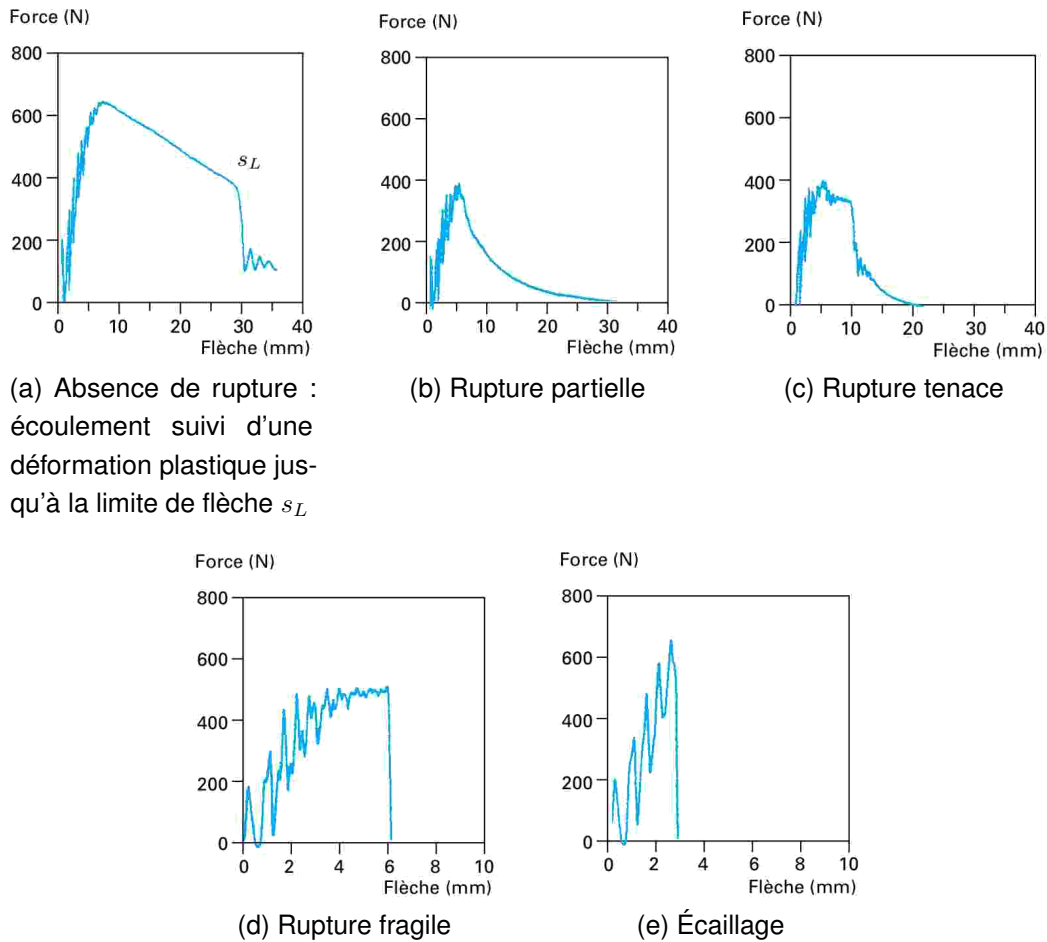 Force (N)
800
600
400
200
0
s_L
0 10 20 30 40
Flèche (mm)
(a) Absence de rupture :
écoulement suivi d'une
déformation plastique jus-
qu'à la limite de flèche s_L
Force (N)
800
600
400
200
0
0 10 20 30 40
Flèche (mm)
(b) Rupture partielle
Force (N)
800
600
400
200
0
0 10 20 30 40
Flèche (mm)
(c) Rupture tenace
Force (N)
800
600
400
200
0
0 2 4 6 8 10
Flèche (mm)
(d) Rupture fragile
Force (N)
800
600
400
200
0
0 2 4 6 8 10
Flèche (mm)
(e) Écaillage